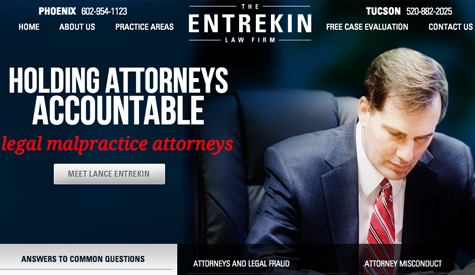 PHOENIX 602-954-1123
THE
ENTREKIN
LAW FIRM
TUCSON 520-882-2025
HOME ABOUT US PRACTICE AREAS
FREE CASE EVALUATION CONTACT US
HOLDING ATTORNEYS
ACCOUNTABLE
legal malpractice attorneys
MEET LANCE ENTREKIN
ANSWERS TO COMMON QUESTIONS
ATTORNEYS AND LEGAL FRAUD
ATTORNEY MISCONDUCT